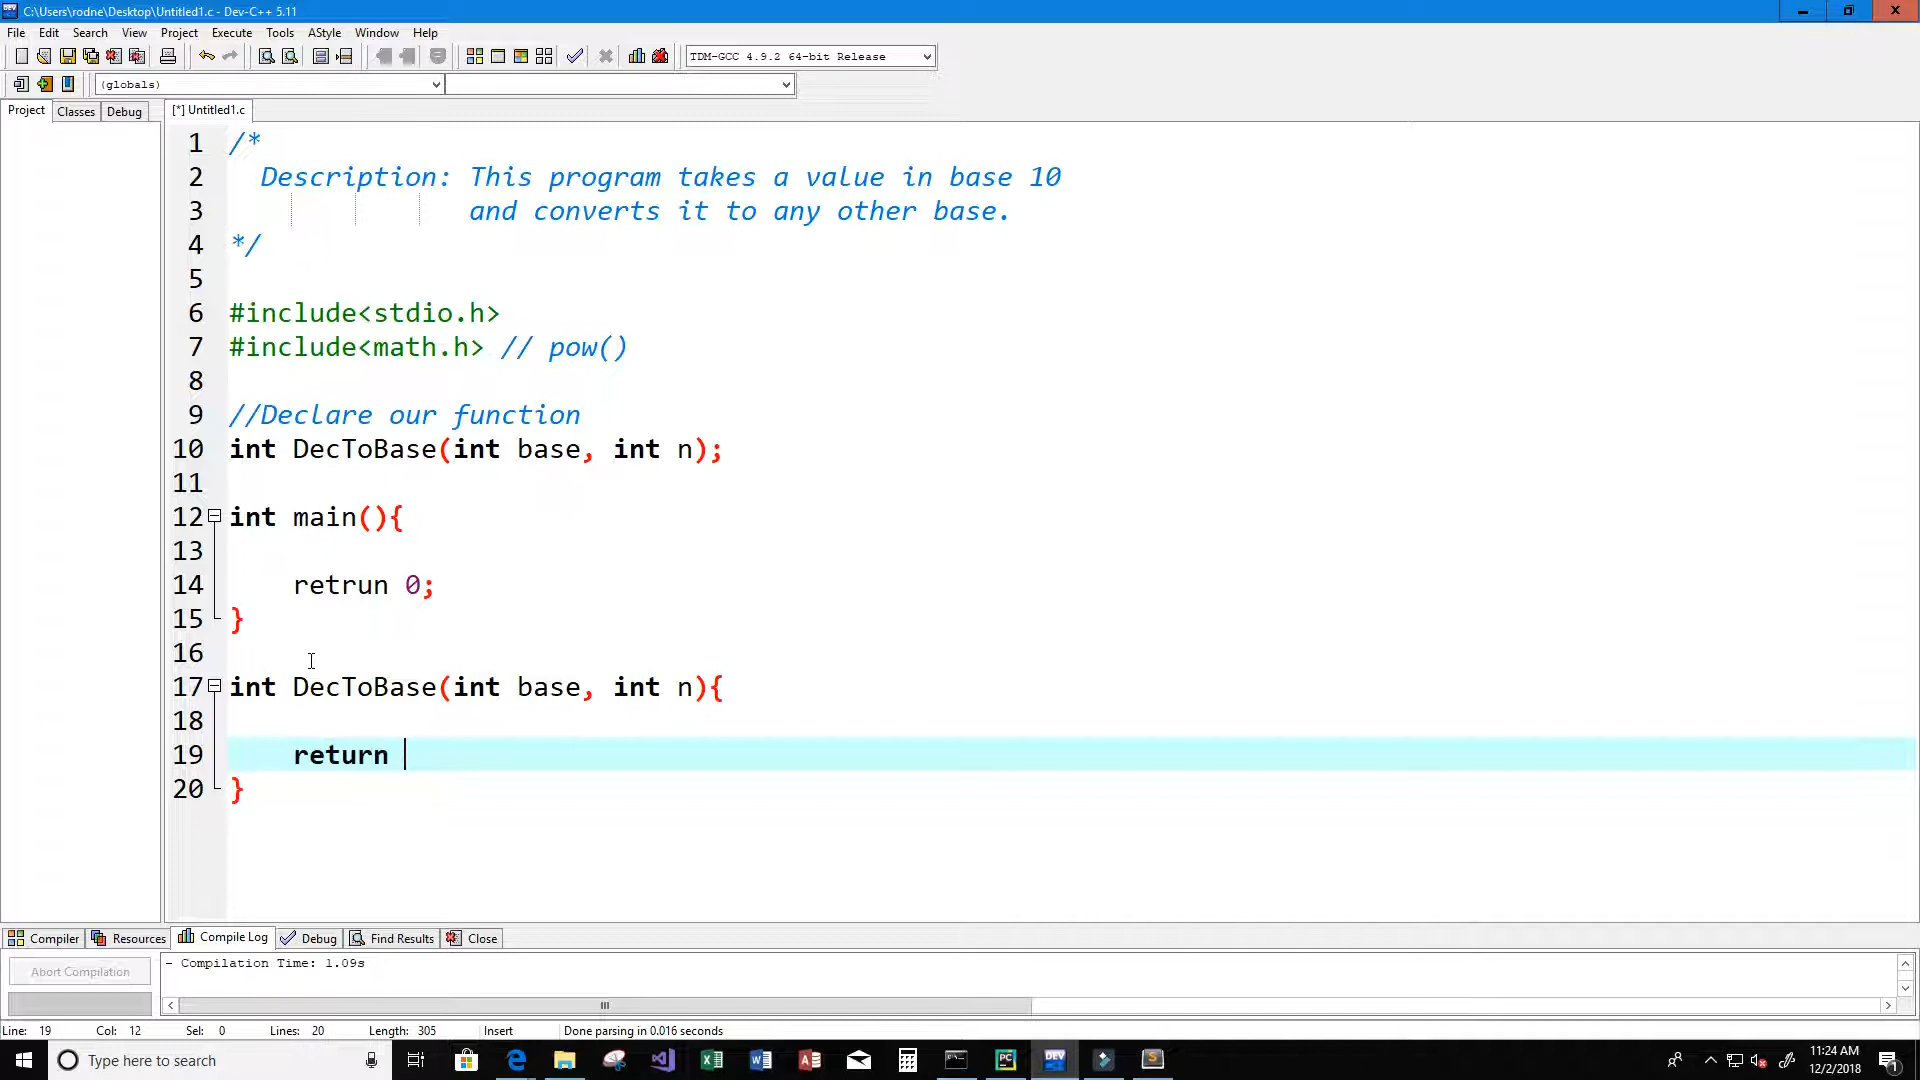 C:\Users\rodne\Desktop\Untitled1.c - Dev-C++ 5.11
File Edit Search View Project Execute Tools AStyle Window Help
TDM-GCC 4.9.2 64-bit Release
(globals)
Project Classes Debug [*] Untitled1.c
1 /*
2 Description: This program takes a value in base 10
3 and converts it to any other base.
4 */
5
6 #include<stdio.h>
7 #include<math.h> // pow()
8
9 //Declare our function
10 int DecToBase(int base, int n);
11
12 int main(){
13
14 retrun 0;
15 }
16
17 int DecToBase(int base, int n){
18
19 return
20 }
Compiler Resources Compile Log Debug Find Results Close
Abort Compilation
- Compilation Time: 1.09s
Line: 19 Col: 12 Sel: 0 Lines: 20 Length: 305 Insert Done parsing in 0.016 seconds
Type here to search
11:24 AM
12/2/2018